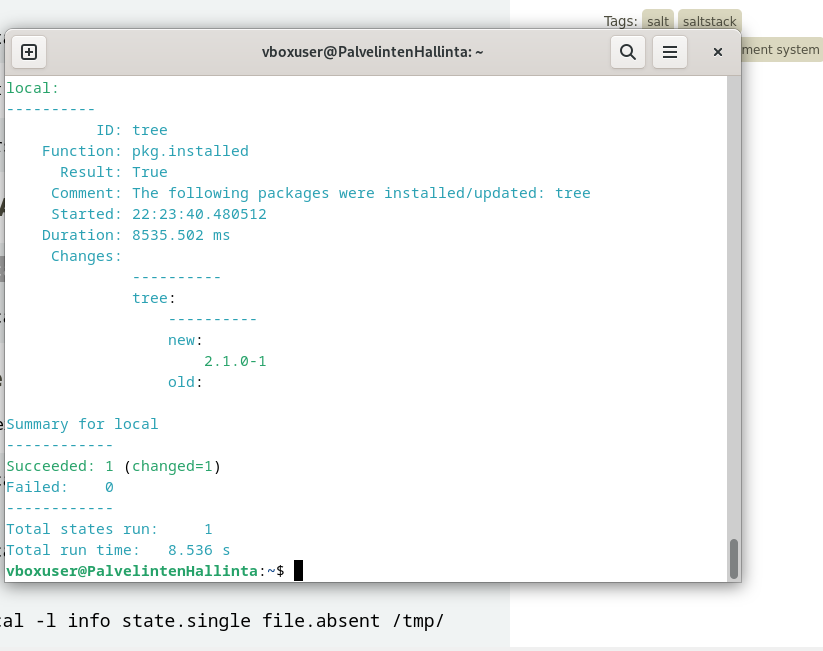 Tags: salt saltstack
ment system
vboxuser@PalvelintenHallinta: ~
local:
----------
          ID: tree
    Function: pkg.installed
      Result: True
     Comment: The following packages were installed/updated: tree
     Started: 22:23:40.480512
    Duration: 8535.502 ms
     Changes:
              ----------
              tree:
                  ----------
                  new:
                      2.1.0-1
                  old:
Summary for local
------------
Succeeded: 1 (changed=1)
Failed:    0
------------
Total states run:     1
Total run time:   8.536 s
vboxuser@PalvelintenHallinta:~$
cal -l info state.single file.absent /tmp/